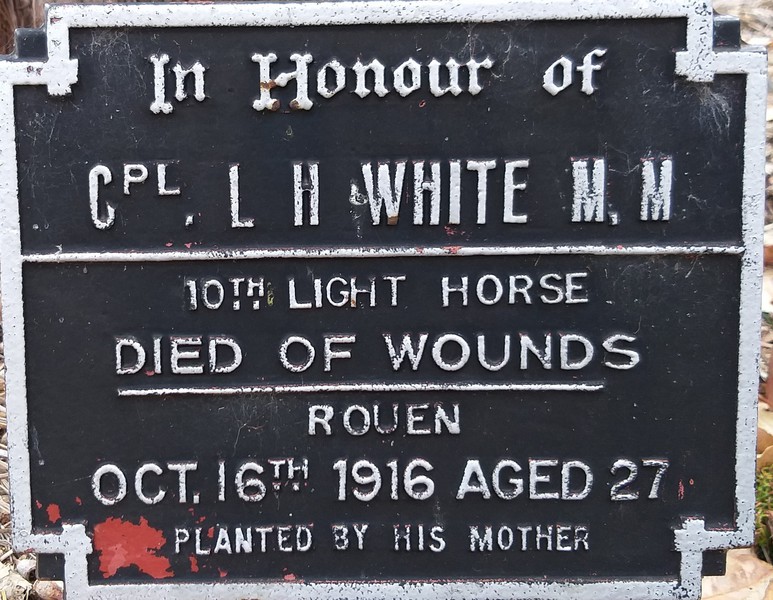 In Honour of
CPL. L H WHITE M. M
10TH LIGHT HORSE
DIED OF WOUNDS
ROUEN
OCT. 16TH 1916 AGED 27
PLANTED BY HIS MOTHER